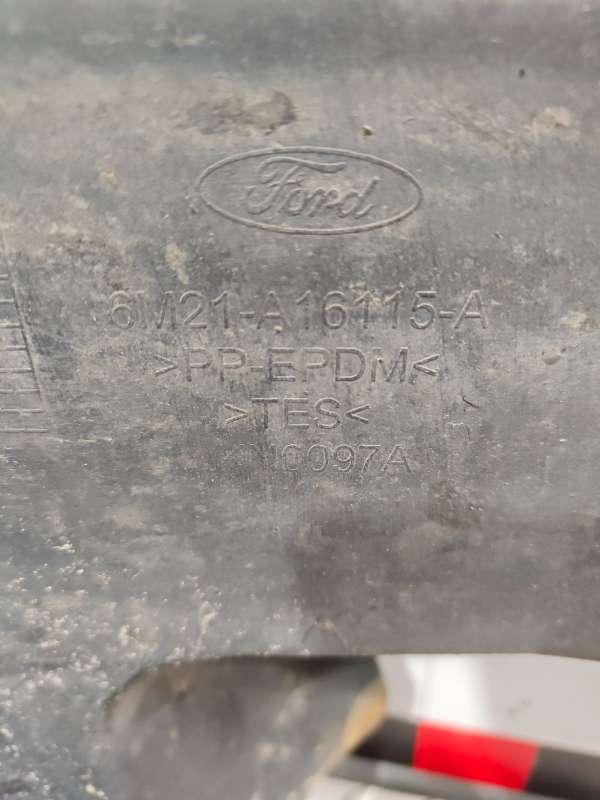 Ford
6M21-A16115-A
>PP-EPDM<
>TES<